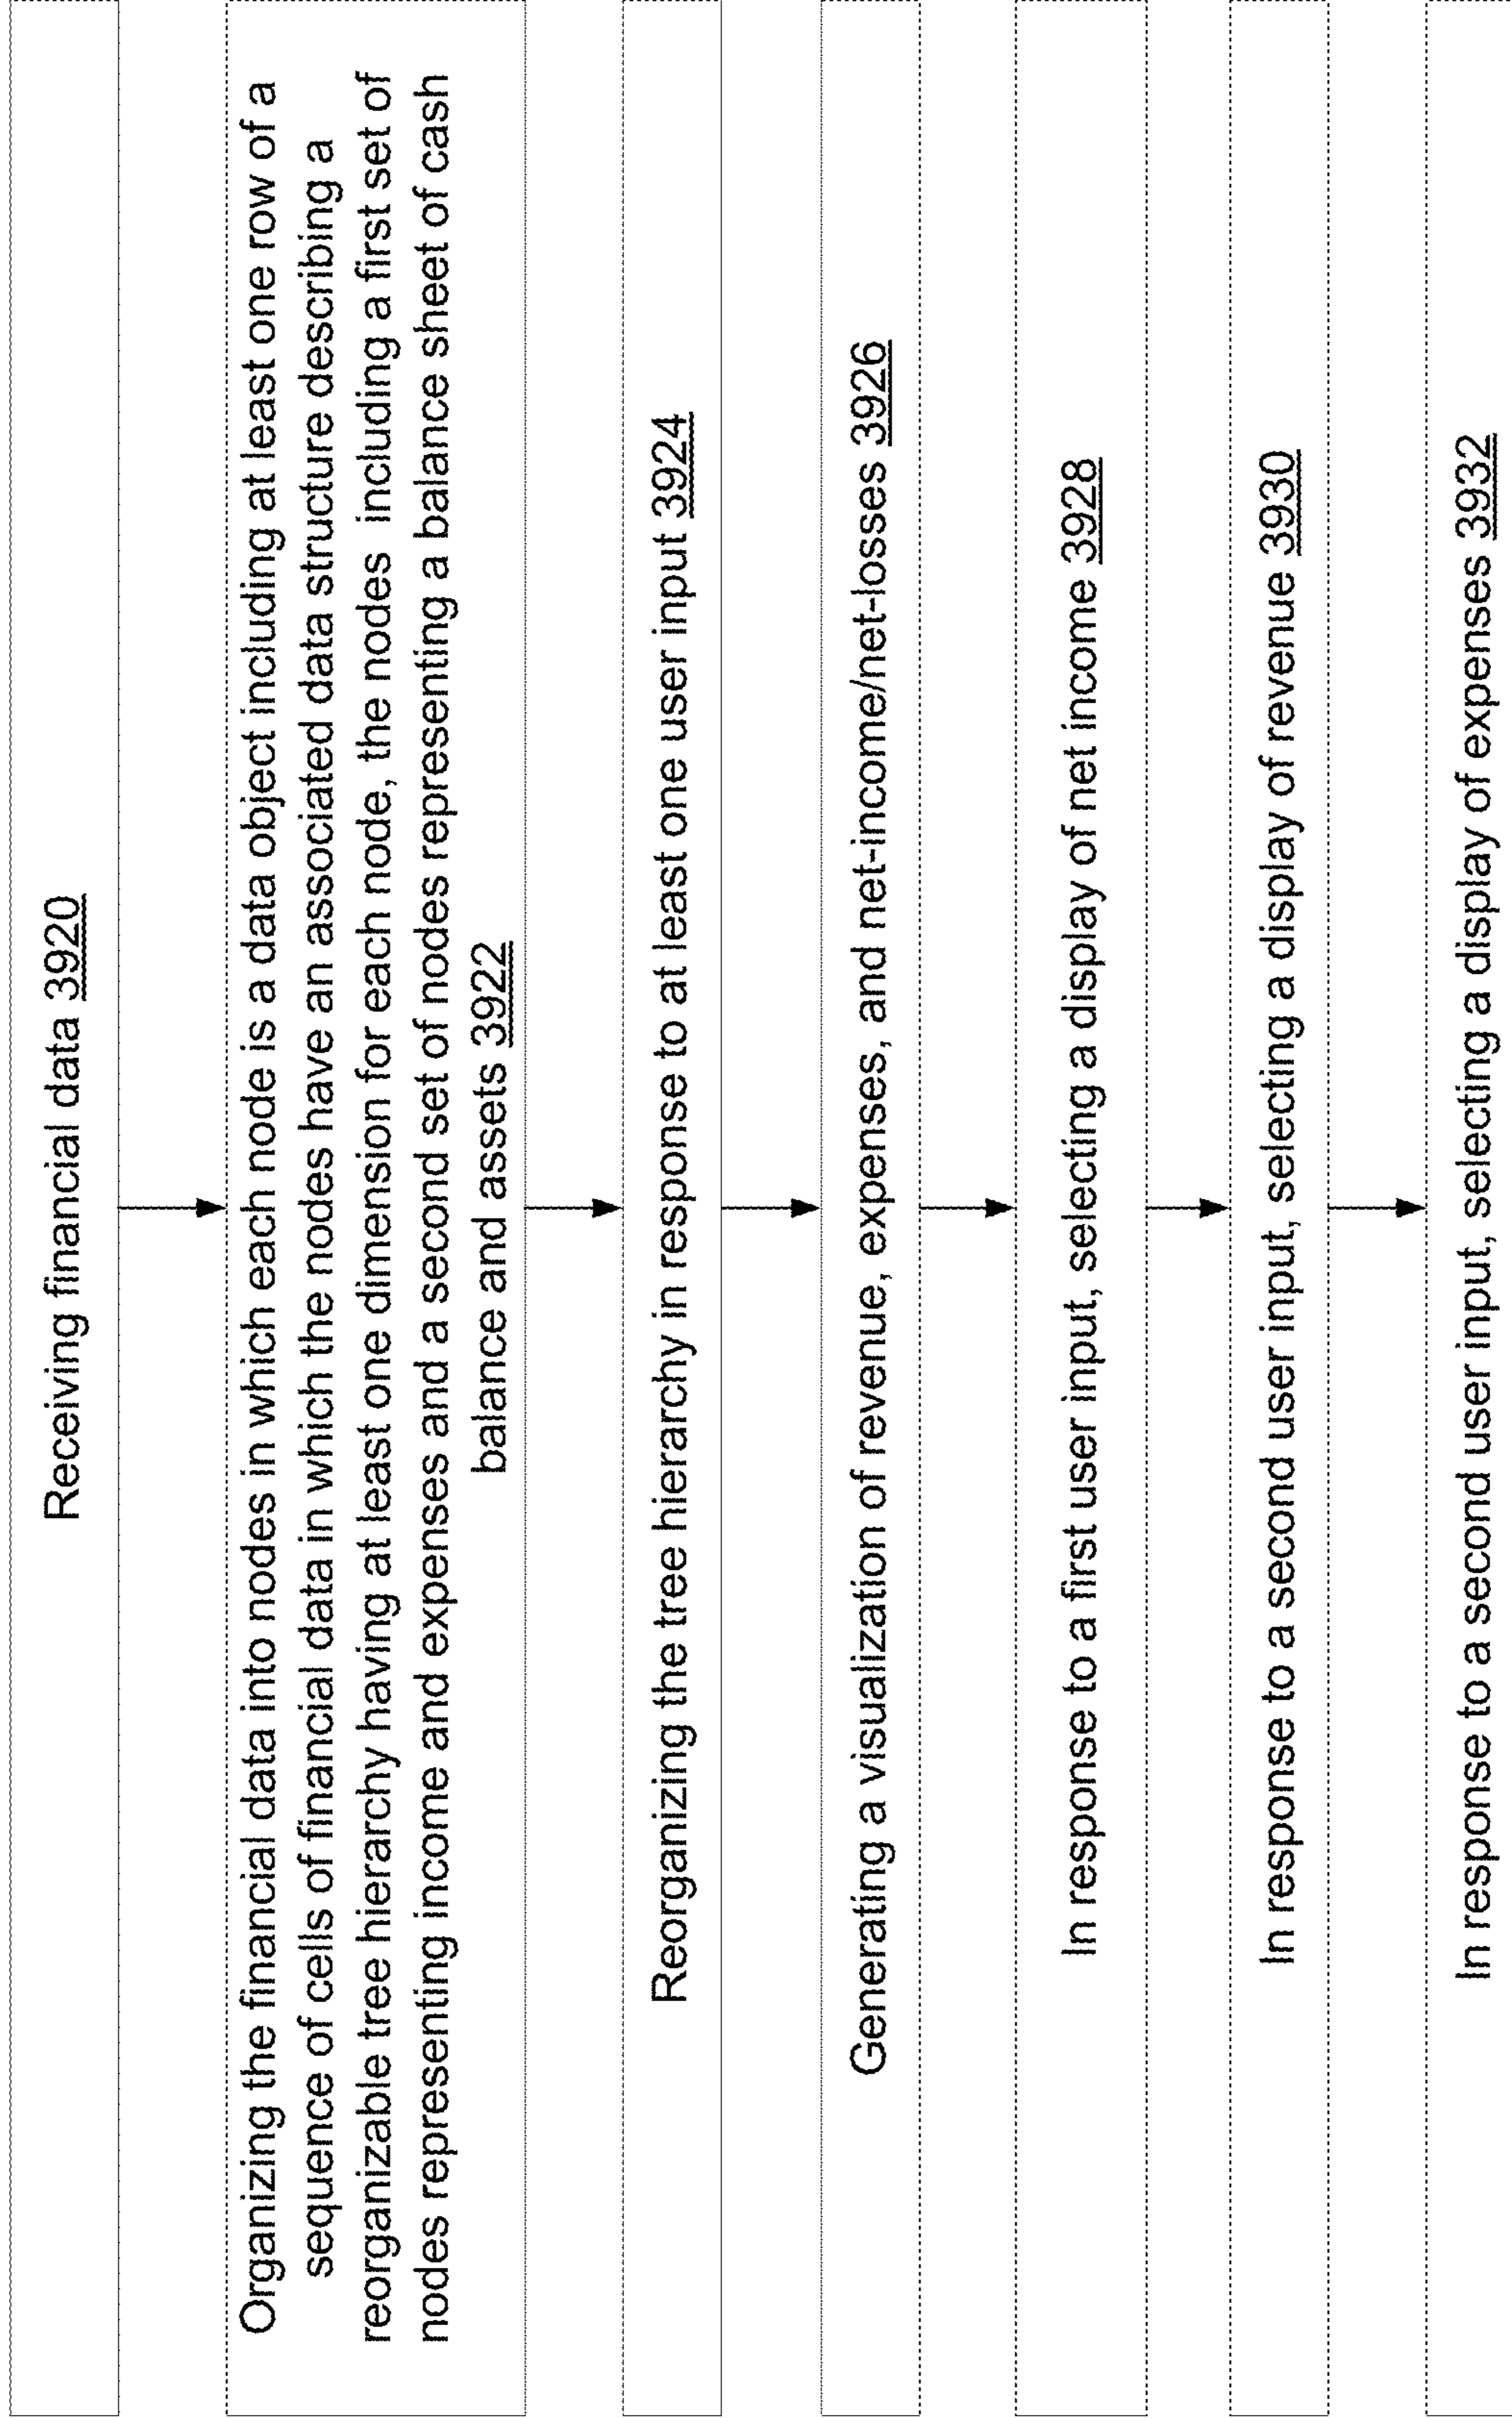 Receiving financial data 3920
Organizing the financial data into nodes in which each node is a data object including at least one row of a
sequence of cells of financial data in which the nodes have an associated data structure describing a
reorganizable tree hierarchy having at least one dimension for each node, the nodes including a first set of
nodes representing income and expenses and a second set of nodes representing a balance sheet of cash
balance and assets 3922
Reorganizing the tree hierarchy in response to at least one user input 3924
Generating a visualization of revenue, expenses, and net-income/net-losses 3926
In response to a first user input, selecting a display of net income 3928
In response to a second user input, selecting a display of revenue 3930
In response to a second user input, selecting a display of expenses 3932